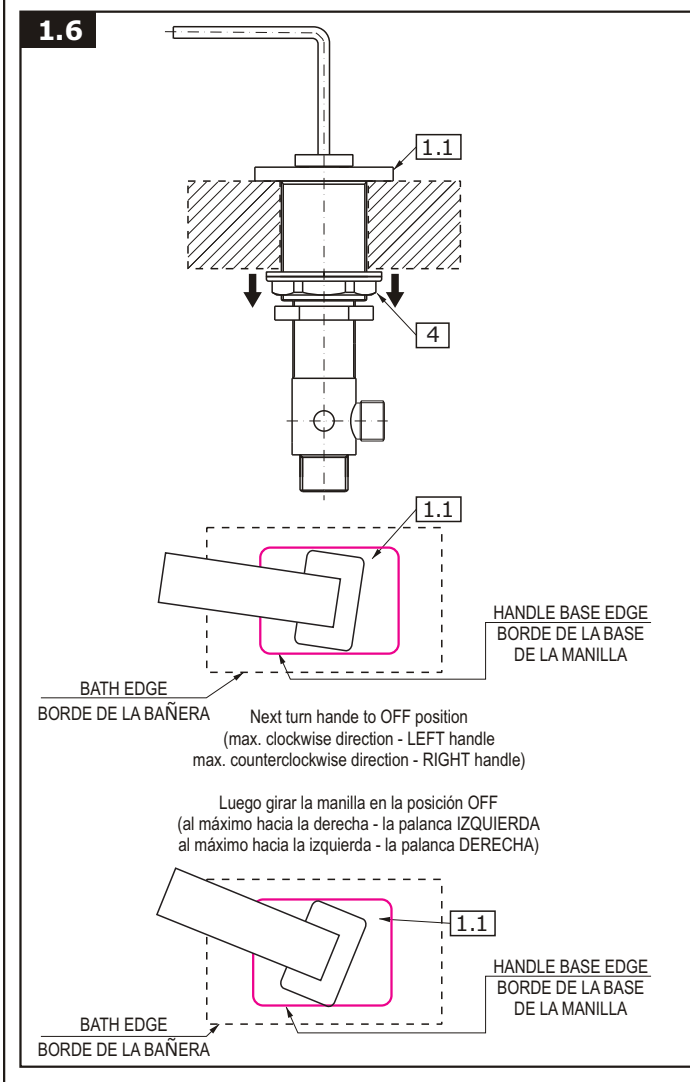 1.6
1.1
4
1.1
HANDLE BASE EDGE
BORDE DE LA BASE
DE LA MANILLA
BATH EDGE
BORDE DE LA BAÑERA
Next turn hande to OFF position
(max. clockwise direction - LEFT handle
max. counterclockwise direction - RIGHT handle)
Luego girar la manilla en la posición OFF
(al máximo hacia la derecha - la palanca IZQUIERDA
al máximo hacia la izquierda - la palanca DERECHA)
1.1
HANDLE BASE EDGE
BORDE DE LA BASE
DE LA MANILLA
BATH EDGE
BORDE DE LA BAÑERA